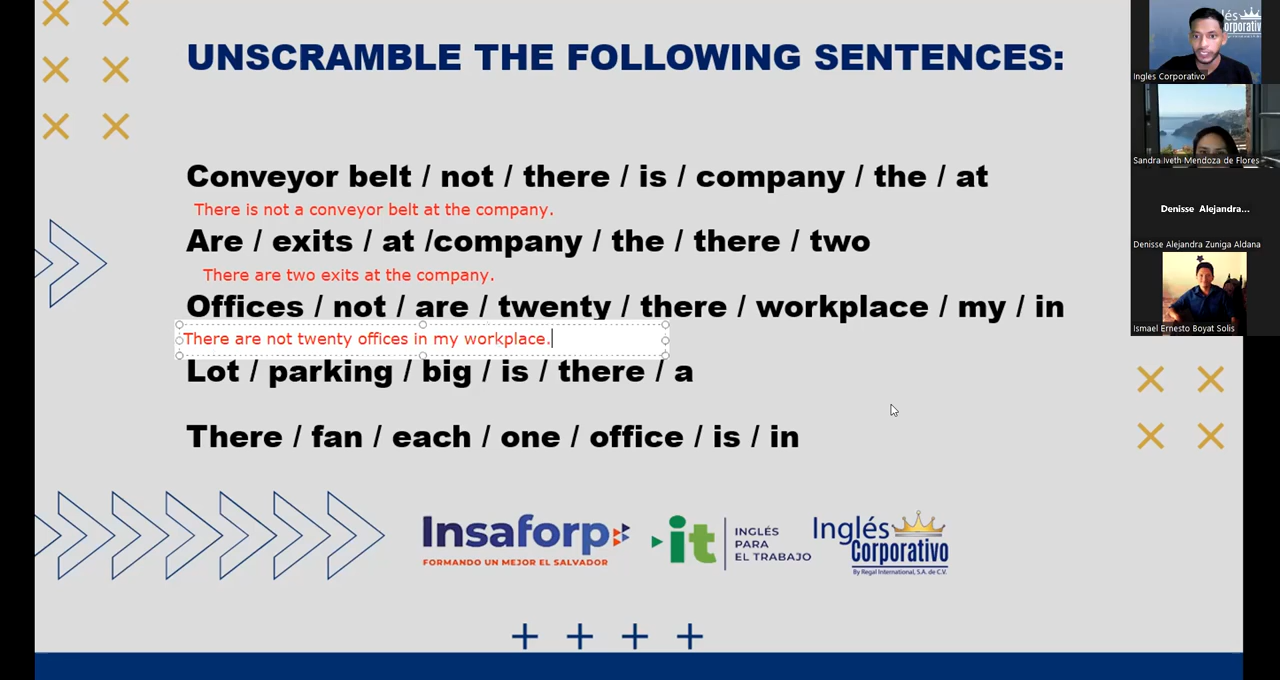 UNSCRAMBLE THE FOLLOWING SENTENCES:
Conveyor belt / not / there / is / company / the / at
There is not a conveyor belt at the company.
Are / exits / at /company / the / there / two
There are two exits at the company.
Offices / not / are / twenty / there / workplace / my / in
There are not twenty offices in my workplace.
Lot / parking / big / is / there / a
There / fan / each / one / office / is / in
Insaforp
FORMANDO UN MEJOR EL SALVADOR
it
INGLÉS
PARA
EL TRABAJO
Inglés
Corporativo
By Regal International, S.A. de C.V.
Ingles Corporativo
Sandra Iveth Mendoza de Flores
Denisse Alejandra...
Denisse Alejandra Zuniga Aldana
Ismael Ernesto Boyat Solis